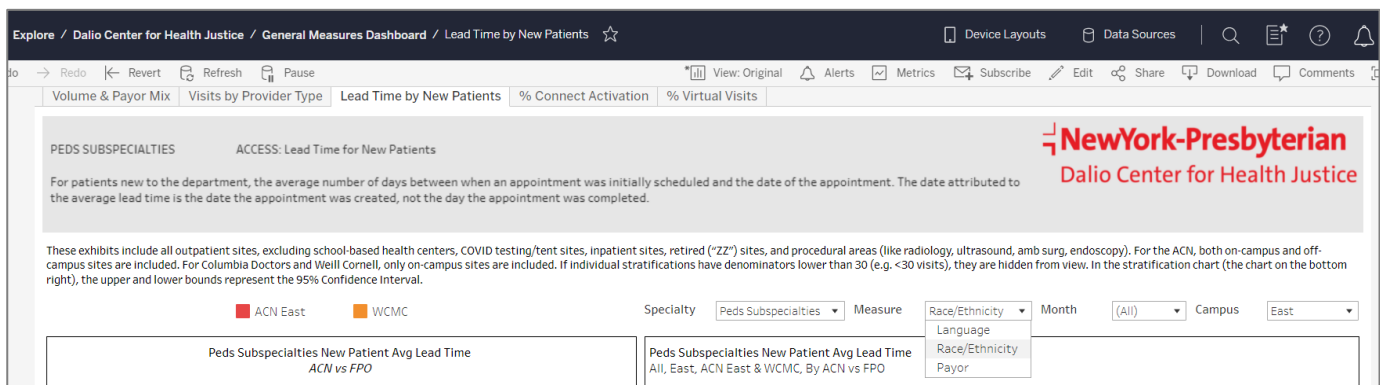 Explore / Dalio Center for Health Justice / General Measures Dashboard / Lead Time by New Patients
Device Layouts
Data Sources
Redo
Revert
Refresh
Pause
View: Original
Alerts
Metrics
Subscribe
Edit
Share
Download
Comments
Volume & Payor Mix
Visits by Provider Type
Lead Time by New Patients
% Connect Activation
% Virtual Visits
PEDS SUBSPECIALTIES
ACCESS: Lead Time for New Patients
For patients new to the department, the average number of days between when an appointment was initially scheduled and the date of the appointment. The date attributed to
the average lead time is the date the appointment was created, not the day the appointment was completed.
NewYork-Presbyterian
Dalio Center for Health Justice
These exhibits include all outpatient sites, excluding school-based health centers, COVID testing/tent sites, inpatient sites, retired ("ZZ") sites, and procedural areas (like radiology, ultrasound, amb surg, endoscopy). For the ACN, both on-campus and off-
campus sites are included. For Columbia Doctors and Weill Cornell, only on-campus sites are included. If individual stratifications have denominators lower than 30 (e.g. <30 visits), they are hidden from view. In the stratification chart (the chart on the bottom
right), the upper and lower bounds represent the 95% Confidence Interval.
ACN East
WCMC
Specialty
Peds Subspecialties
Measure
Race/Ethnicity
Month
(All)
Campus
East
Language
Race/Ethnicity
Payor
Peds Subspecialties New Patient Avg Lead Time
ACN vs FPO
Peds Subspecialties New Patient Avg Lead Time
All, East, ACN East & WCMC, By ACN vs FPO